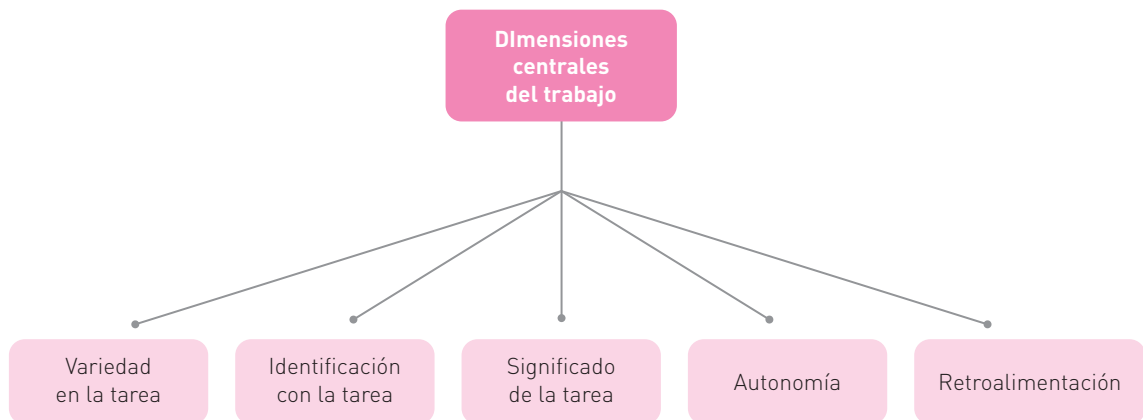 DImensiones
centrales
del trabajo
Variedad
en la tarea
Identificación
con la tarea
Significado
de la tarea
Autonomía
Retroalimentación